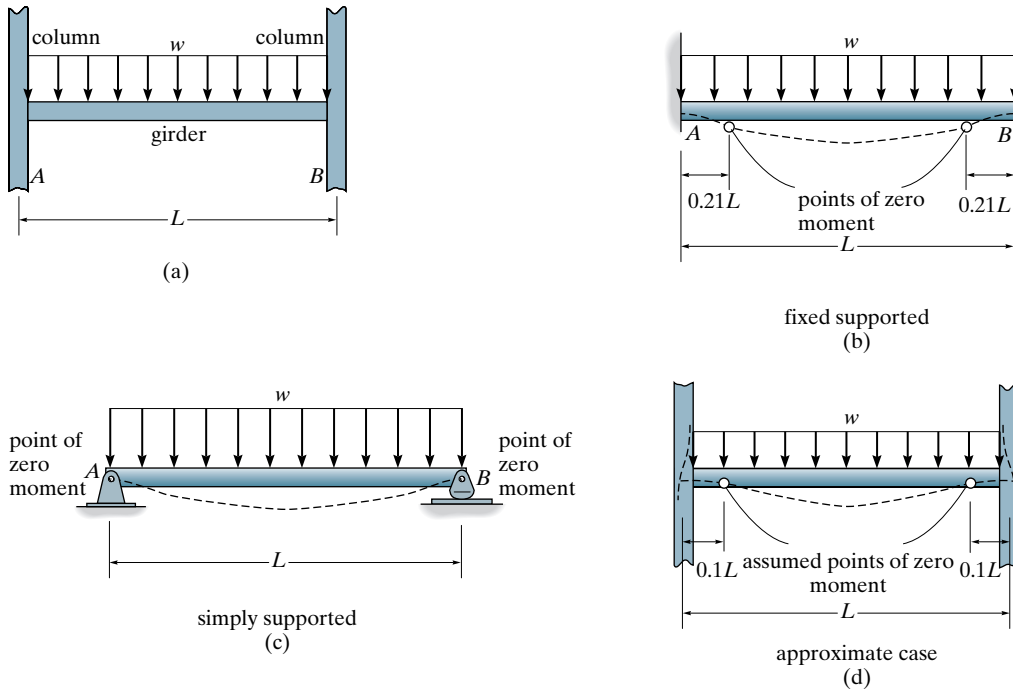 column
w
column
girder
A
B
L
(a)
w
A
B
0.21L
points of zero
moment
0.21L
L
fixed supported
(b)
w
point of
zero
moment
A
B
point of
zero
moment
L
simply supported
(c)
w
0.1L
assumed points of zero
moment
0.1L
L
approximate case
(d)